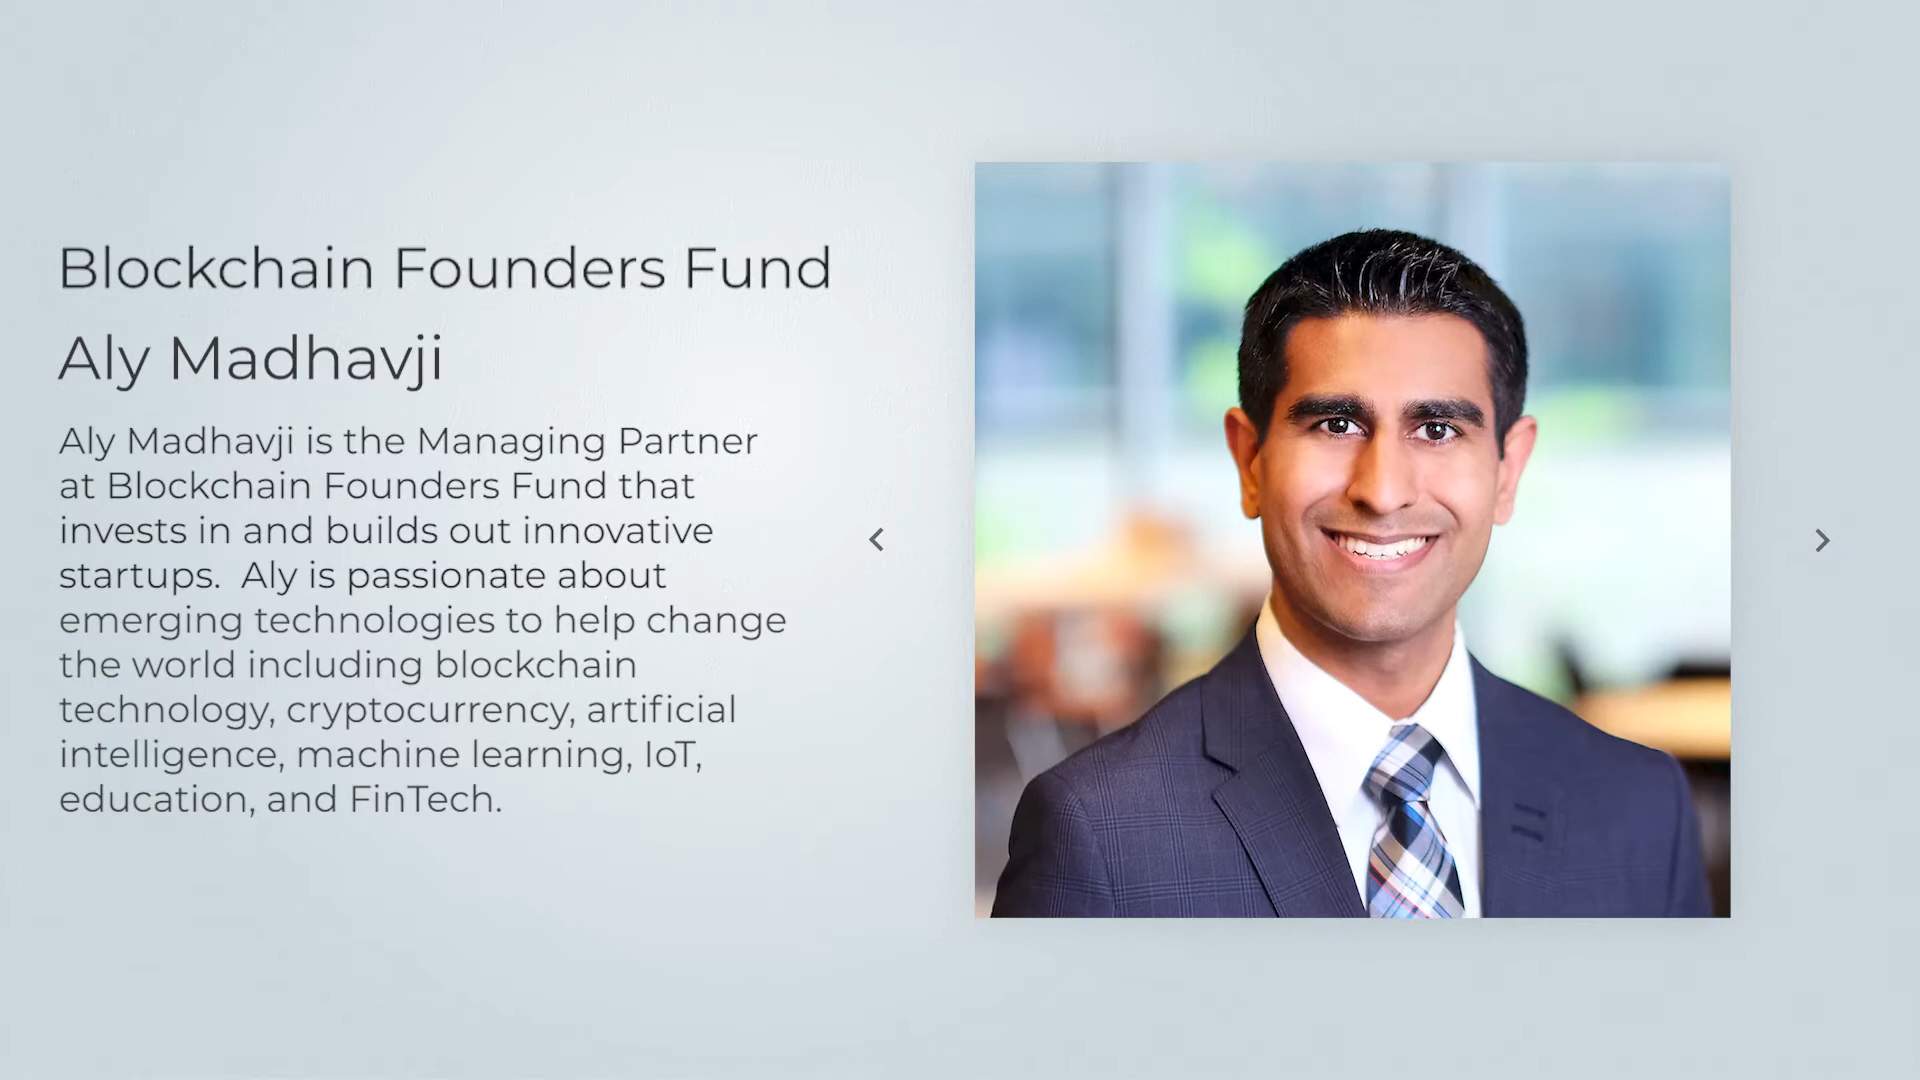 Blockchain Founders Fund
Aly Madhavji
Aly Madhavji is the Managing Partner
at Blockchain Founders Fund that
invests in and builds out innovative
startups.  Aly is passionate about
emerging technologies to help change
the world including blockchain
technology, cryptocurrency, artificial
intelligence, machine learning, IoT,
education, and FinTech.